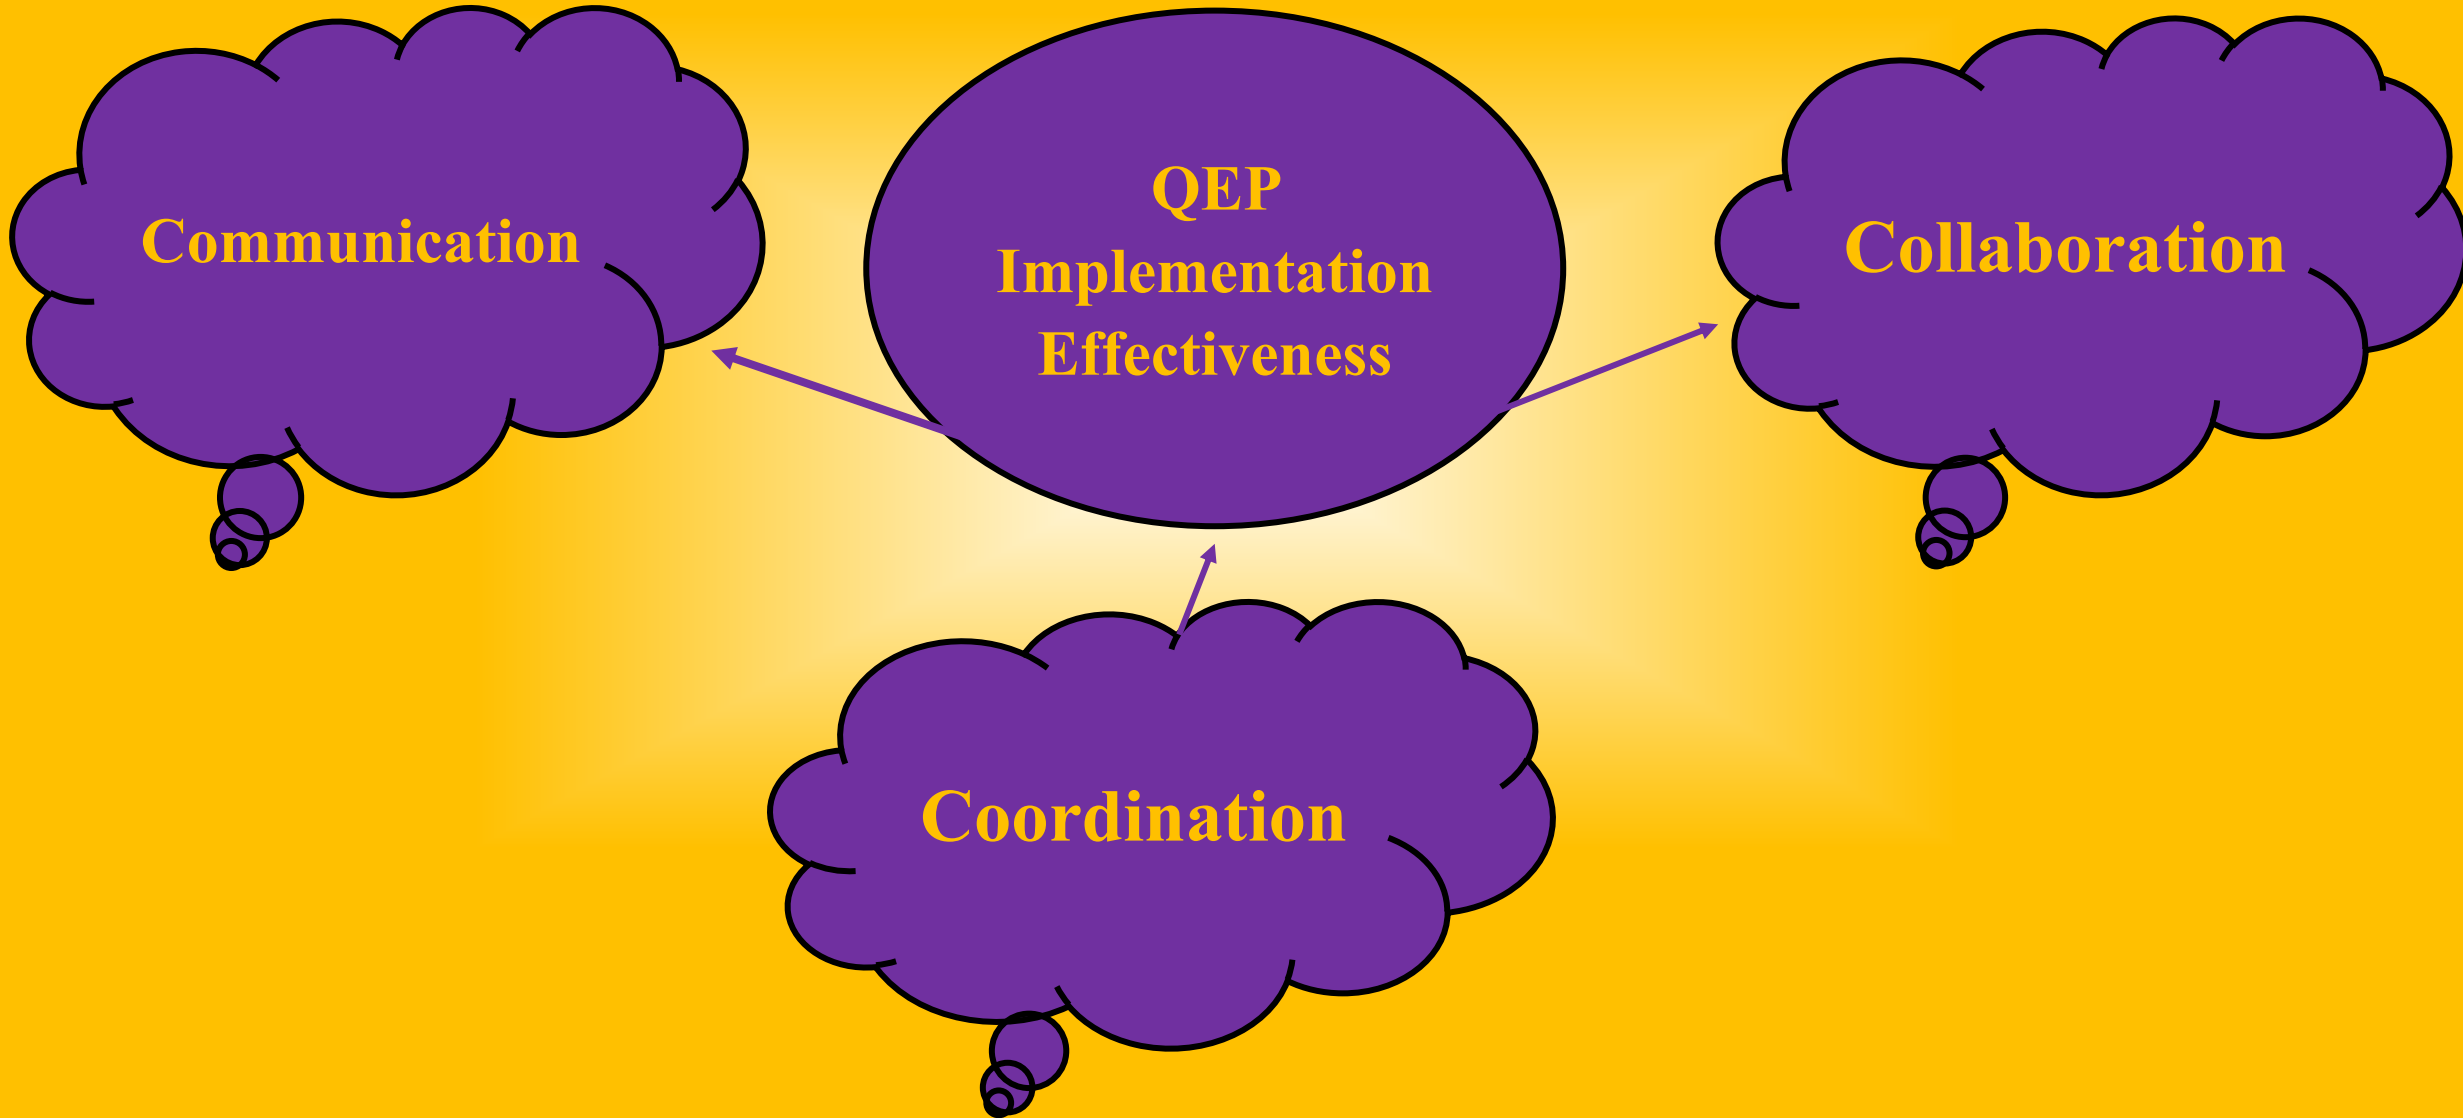 Communication
QEP
Implementation
Effectiveness
Collaboration
Coordination